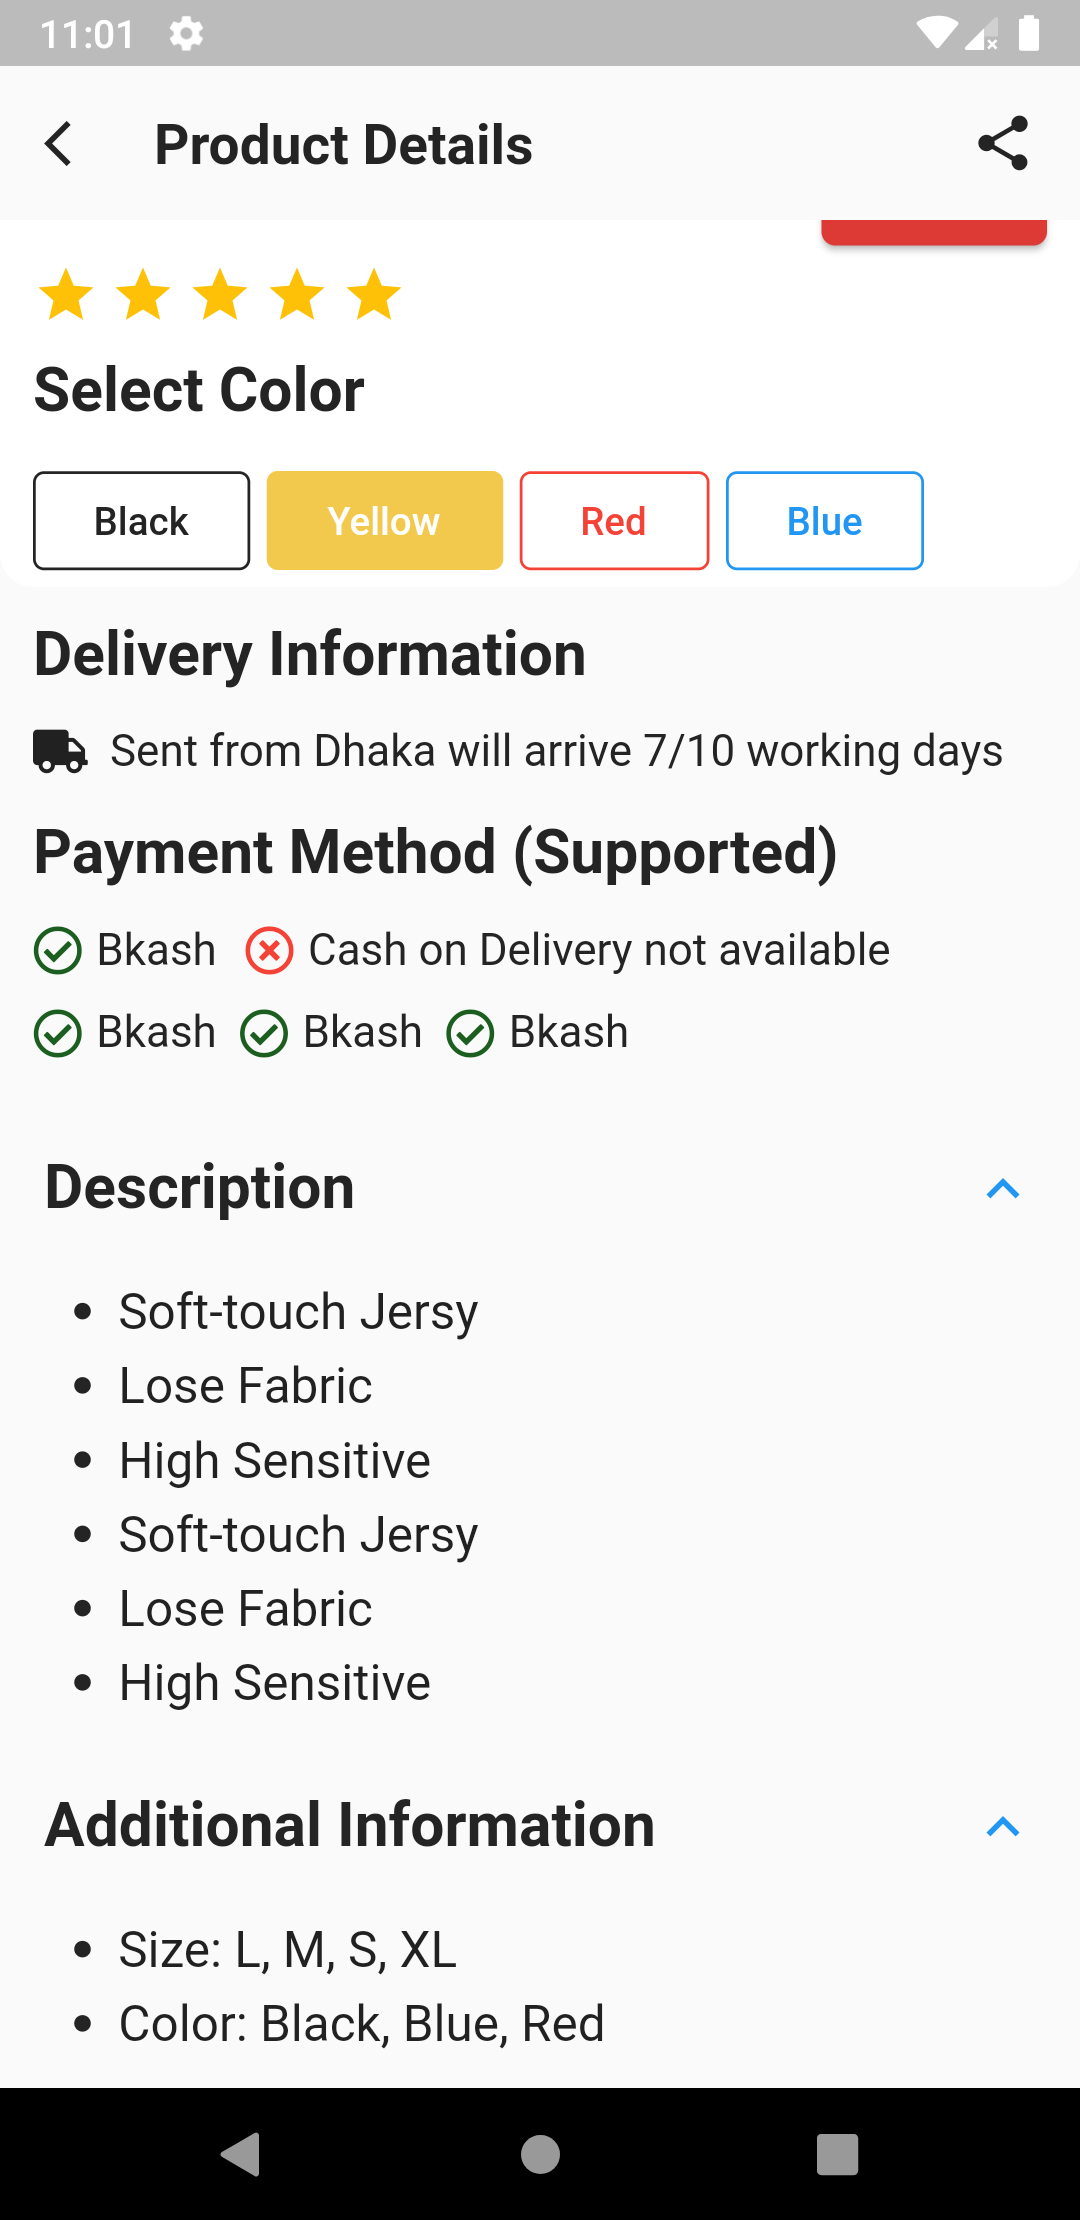 11:01
Product Details
Select Color
Black Yellow Red Blue
Delivery Information
Sent from Dhaka will arrive 7/10 working days
Payment Method (Supported)
Bkash Cash on Delivery not available
Bkash Bkash Bkash
Description
Soft-touch Jersy
Lose Fabric
High Sensitive
Soft-touch Jersy
Lose Fabric
High Sensitive
Additional Information
Size: L, M, S, XL
Color: Black, Blue, Red